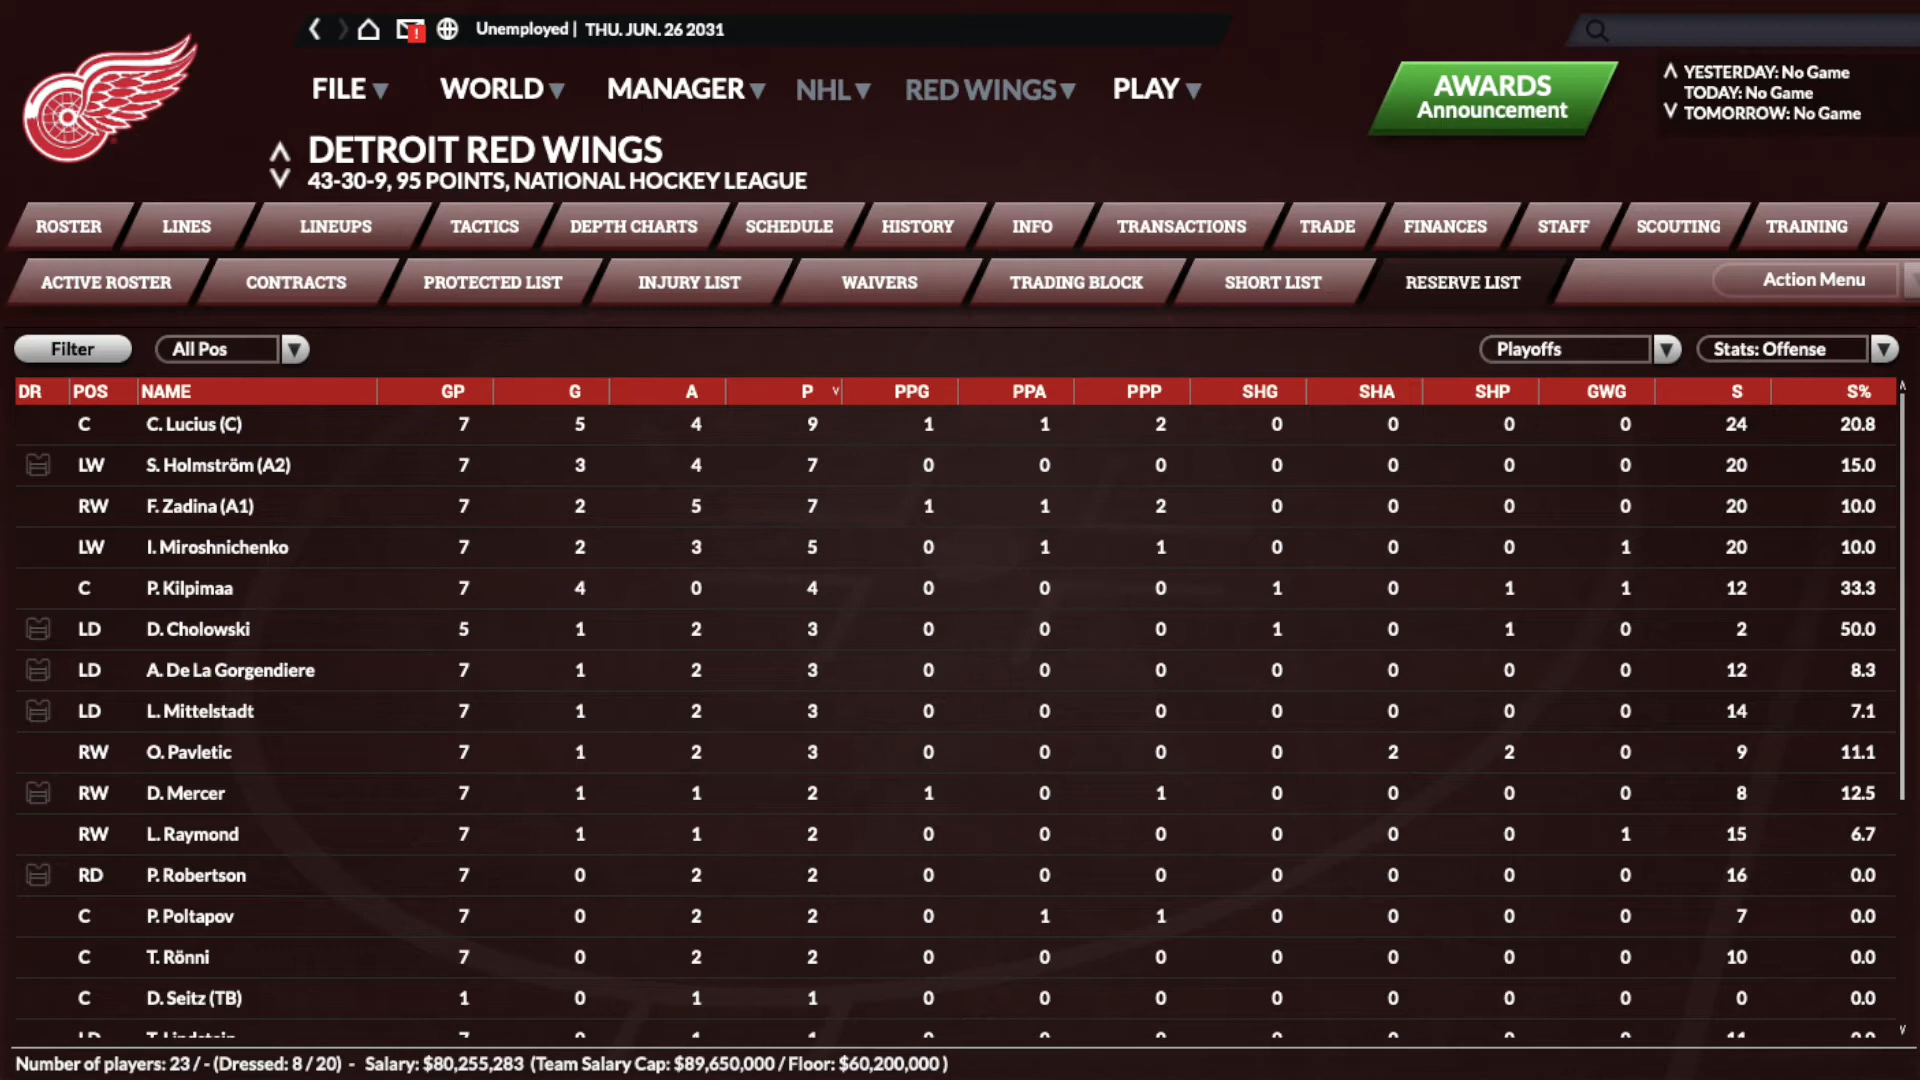 Unemployed | THU. JUN. 26 2031
FILE WORLD MANAGER NHL RED WINGS PLAY
AWARDS
Announcement
YESTERDAY: No Game
TODAY: No Game
TOMORROW: No Game
DETROIT RED WINGS
43-30-9, 95 POINTS, NATIONAL HOCKEY LEAGUE
ROSTER LINES LINEUPS TACTICS DEPTH CHARTS SCHEDULE HISTORY INFO TRANSACTIONS TRADE FINANCES STAFF SCOUTING TRAINING
ACTIVE ROSTER CONTRACTS PROTECTED LIST INJURY LIST WAIVERS TRADING BLOCK SHORT LIST RESERVE LIST Action Menu
Filter All Pos Playoffs Stats: Offense
DR POS NAME GP G A P PPG PPA PPP SHG SHA SHP GWG S S%
C C. Lucius (C) 7 5 4 9 1 1 2 0 0 0 0 24 20.8
LW S. Holmström (A2) 7 3 4 7 0 0 0 0 0 0 0 20 15.0
RW F. Zadina (A1) 7 2 5 7 1 1 2 0 0 0 0 20 10.0
LW I. Miroshnichenko 7 2 3 5 0 1 1 0 0 0 1 20 10.0
C P. Kilpimaa 7 4 0 4 0 0 0 1 0 1 1 12 33.3
LD D. Cholowski 5 1 2 3 0 0 0 1 0 1 0 2 50.0
LD A. De La Gorgendiere 7 1 2 3 0 0 0 0 0 0 0 12 8.3
LD L. Mittelstadt 7 1 2 3 0 0 0 0 0 0 0 14 7.1
RW O. Pavletic 7 1 2 3 0 0 0 0 2 2 0 9 11.1
RW D. Mercer 7 1 1 2 1 0 1 0 0 0 0 8 12.5
RW L. Raymond 7 1 1 2 0 0 0 0 0 0 1 15 6.7
RD P. Robertson 7 0 2 2 0 0 0 0 0 0 0 16 0.0
C P. Poltapov 7 0 2 2 0 1 1 0 0 0 0 7 0.0
C T. Rönni 7 0 2 2 0 0 0 0 0 0 0 10 0.0
C D. Seitz (TB) 1 0 1 1 0 0 0 0 0 0 0 0 0.0
Number of players: 23 / - (Dressed: 8 / 20) - Salary: $80,255,283 (Team Salary Cap: $89,650,000 / Floor: $60,200,000 )